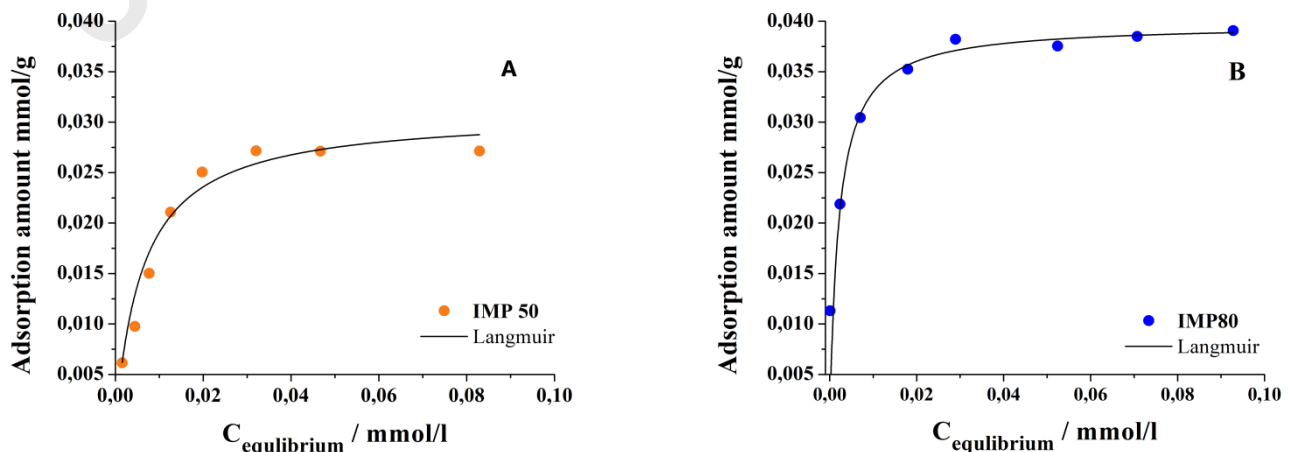 0,040
0,035
0,030
0,025
0,020
0,015
0,010
0,005
Adsorption amount mmol/g
A
IMP 50
Langmuir
0,00 0,02 0,04 0,06 0,08 0,10
C equlibrium / mmol/l
0,040
0,035
0,030
0,025
0,020
0,015
0,010
0,005
Adsorption amount mmol/g
B
IMP80
Langmuir
0,00 0,02 0,04 0,06 0,08 0,10
C equlibrium / mmol/l